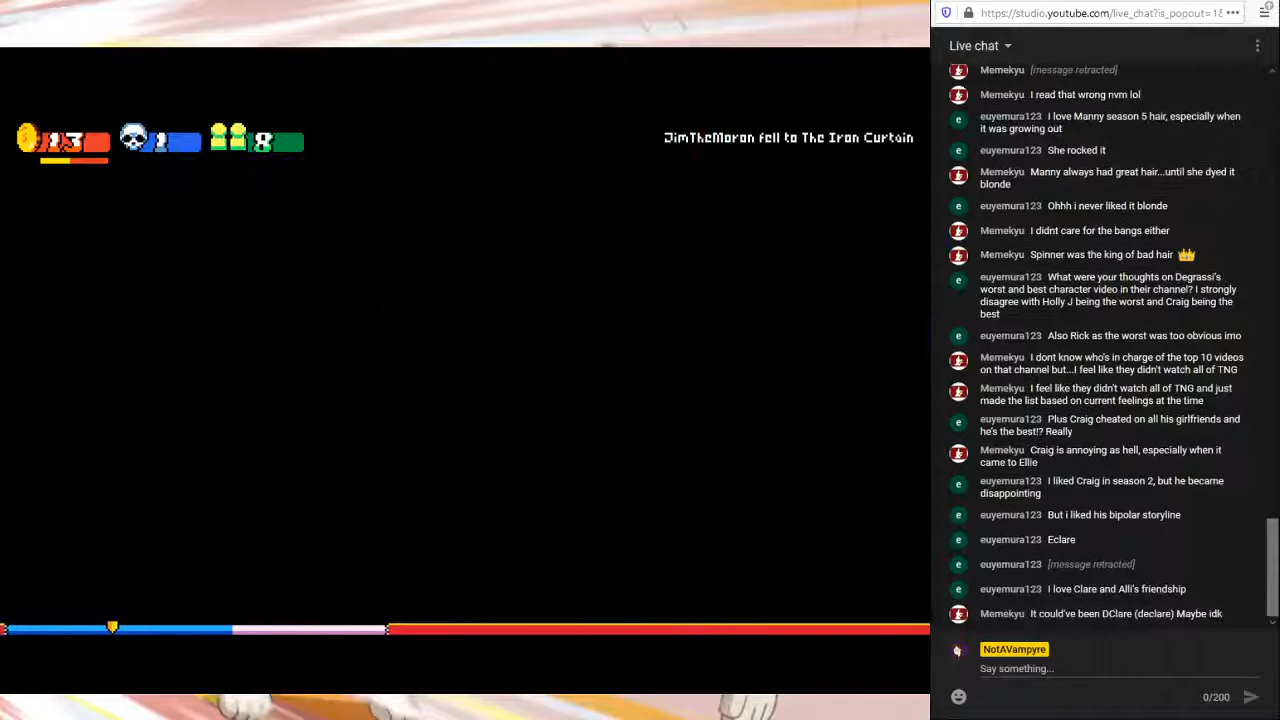 https://studio.youtube.com/live_chat?is_popout=1&
Live chat
13
1
8
JimTheMoron fell to The Iron Curtain
Memekyu [message retracted]
Memekyu I read that wrong nvm lol
euyemura123 I love Manny season 5 hair, especially when
it was growing out
euyemura123 She rocked it
Memekyu Manny always had great hair...until she dyed it
blonde
euyemura123 Ohhh i never liked it blonde
Memekyu I didnt care for the bangs either
Memekyu Spinner was the king of bad hair 👑
euyemura123 What were your thoughts on Degrassi's
worst and best character video in their channel? I strongly
disagree with Holly J being the worst and Craig being the
best
euyemura123 Also Rick as the worst was too obvious imo
Memekyu I dont know who's in charge of the top 10 videos
on that channel but...I feel like they didn't watch all of TNG
Memekyu I feel like they didn't watch all of TNG and just
made the list based on current feelings at the time
euyemura123 Plus Craig cheated on all his girlfriends and
he's the best!? Really
Memekyu Craig is annoying as hell, especially when it
came to Ellie
euyemura123 I liked Craig in season 2, but he became
disappointing
euyemura123 But i liked his bipolar storyline
euyemura123 Eclare
euyemura123 [message retracted]
euyemura123 I love Clare and Alli's friendship
Memekyu It could've been DClare (declare) Maybe idk
NotAVampyre
Say something...
0/200